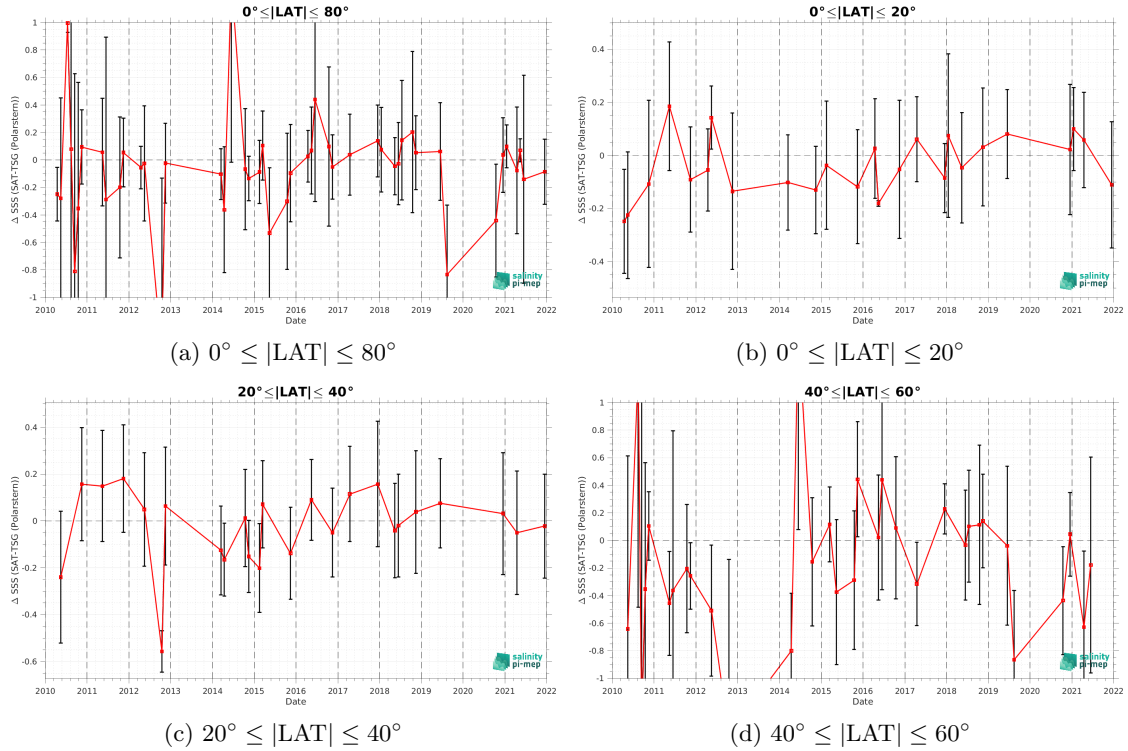 0°≤|LAT|≤ 80°
Δ SSS (SAT-TSG (Polarstern))
1
0.8
0.6
0.4
0.2
0
-0.2
-0.4
-0.6
-0.8
-1
2010 2011 2012 2013 2014 2015 2016 2017 2018 2019 2020 2021 2022
Date
salinity
pi-mep
(a) 0° ≤ |LAT| ≤ 80°
0°≤|LAT|≤ 20°
Δ SSS (SAT-TSG (Polarstern))
0.4
0.2
0
-0.2
-0.4
2010 2011 2012 2013 2014 2015 2016 2017 2018 2019 2020 2021 2022
Date
salinity
pi-mep
(b) 0° ≤ |LAT| ≤ 20°
20°≤|LAT|≤ 40°
Δ SSS (SAT-TSG (Polarstern))
0.4
0.2
0
-0.2
-0.4
-0.6
2010 2011 2012 2013 2014 2015 2016 2017 2018 2019 2020 2021 2022
Date
salinity
pi-mep
(c) 20° ≤ |LAT| ≤ 40°
40°≤|LAT|≤ 60°
Δ SSS (SAT-TSG (Polarstern))
1
0.8
0.6
0.4
0.2
0
-0.2
-0.4
-0.6
-0.8
-1
2010 2011 2012 2013 2014 2015 2016 2017 2018 2019 2020 2021 2022
Date
salinity
pi-mep
(d) 40° ≤ |LAT| ≤ 60°